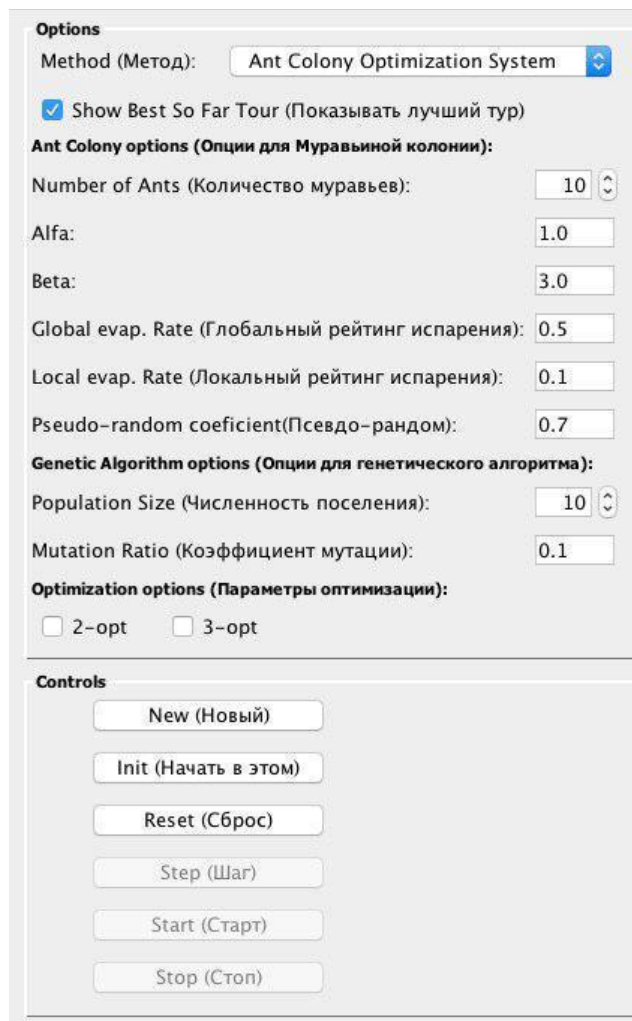 Options
Method (Метод): Ant Colony Optimization System
Show Best So Far Tour (Показывать лучший тур)
Ant Colony options (Опции для Муравьиной колонии):
Number of Ants (Количество муравьев): 10
Alfa: 1.0
Beta: 3.0
Global evap. Rate (Глобальный рейтинг испарения): 0.5
Local evap. Rate (Локальный рейтинг испарения): 0.1
Pseudo-random coeficient(Псевдо-рандом): 0.7
Genetic Algorithm options (Опции для генетического алгоритма):
Population Size (Численность поселения): 10
Mutation Ratio (Коэффициент мутации): 0.1
Optimization options (Параметры оптимизации):
2-opt 3-opt
Controls
New (Новый)
Init (Начать в этом)
Reset (Сброс)
Step (Шаг)
Start (Старт)
Stop (Стоп)